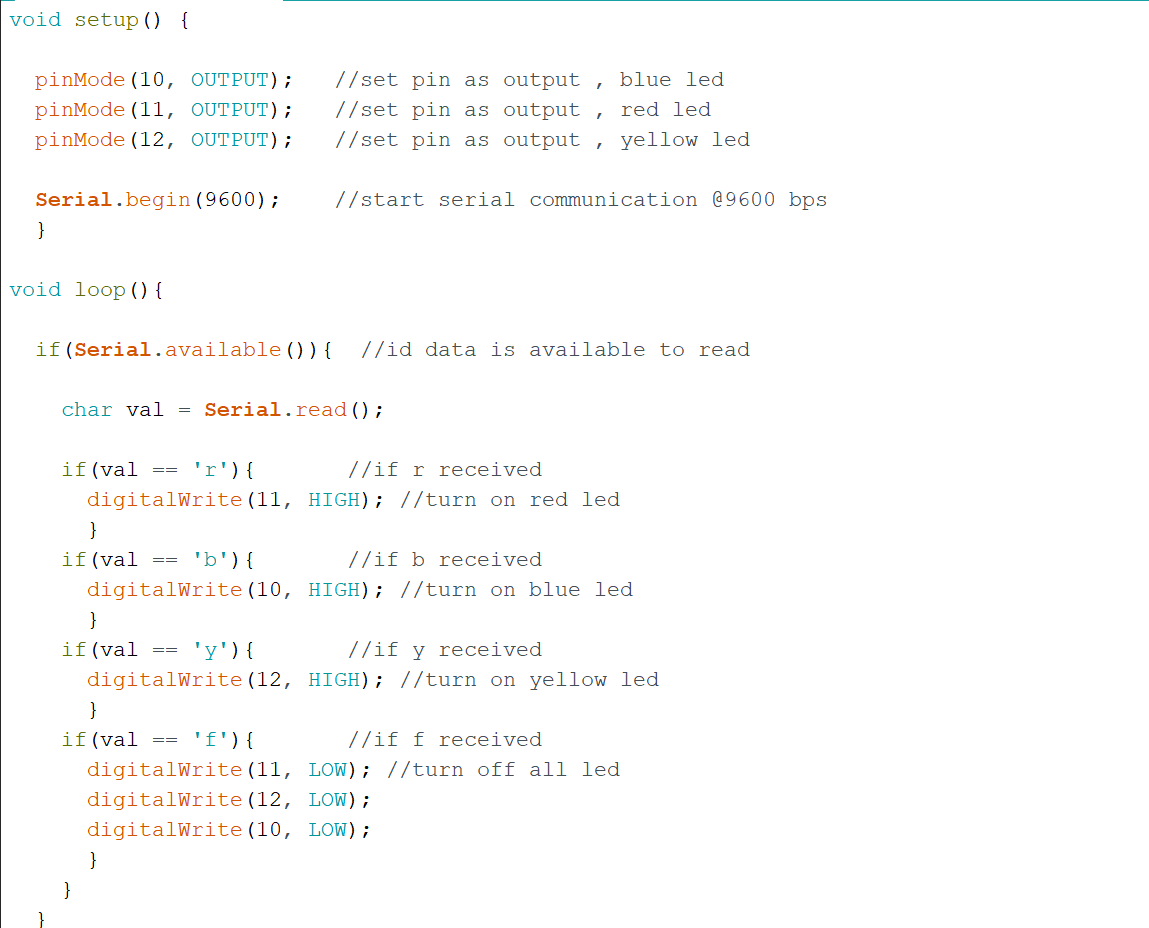 void setup() {
pinMode(10, OUTPUT); //set pin as output , blue led
pinMode(11, OUTPUT); //set pin as output , red led
pinMode(12, OUTPUT); //set pin as output , yellow led
Serial.begin(9600); //start serial communication @9600 bps
}
void loop(){
if(Serial.available()){ //id data is available to read
char val = Serial.read();
if(val == 'r'){ //if r received
digitalWrite(11, HIGH); //turn on red led
}
if(val == 'b'){ //if b received
digitalWrite(10, HIGH); //turn on blue led
}
if(val == 'y'){ //if y received
digitalWrite(12, HIGH); //turn on yellow led
}
if(val == 'f'){ //if f received
digitalWrite(11, LOW); //turn off all led
digitalWrite(12, LOW);
digitalWrite(10, LOW);
}
}
}